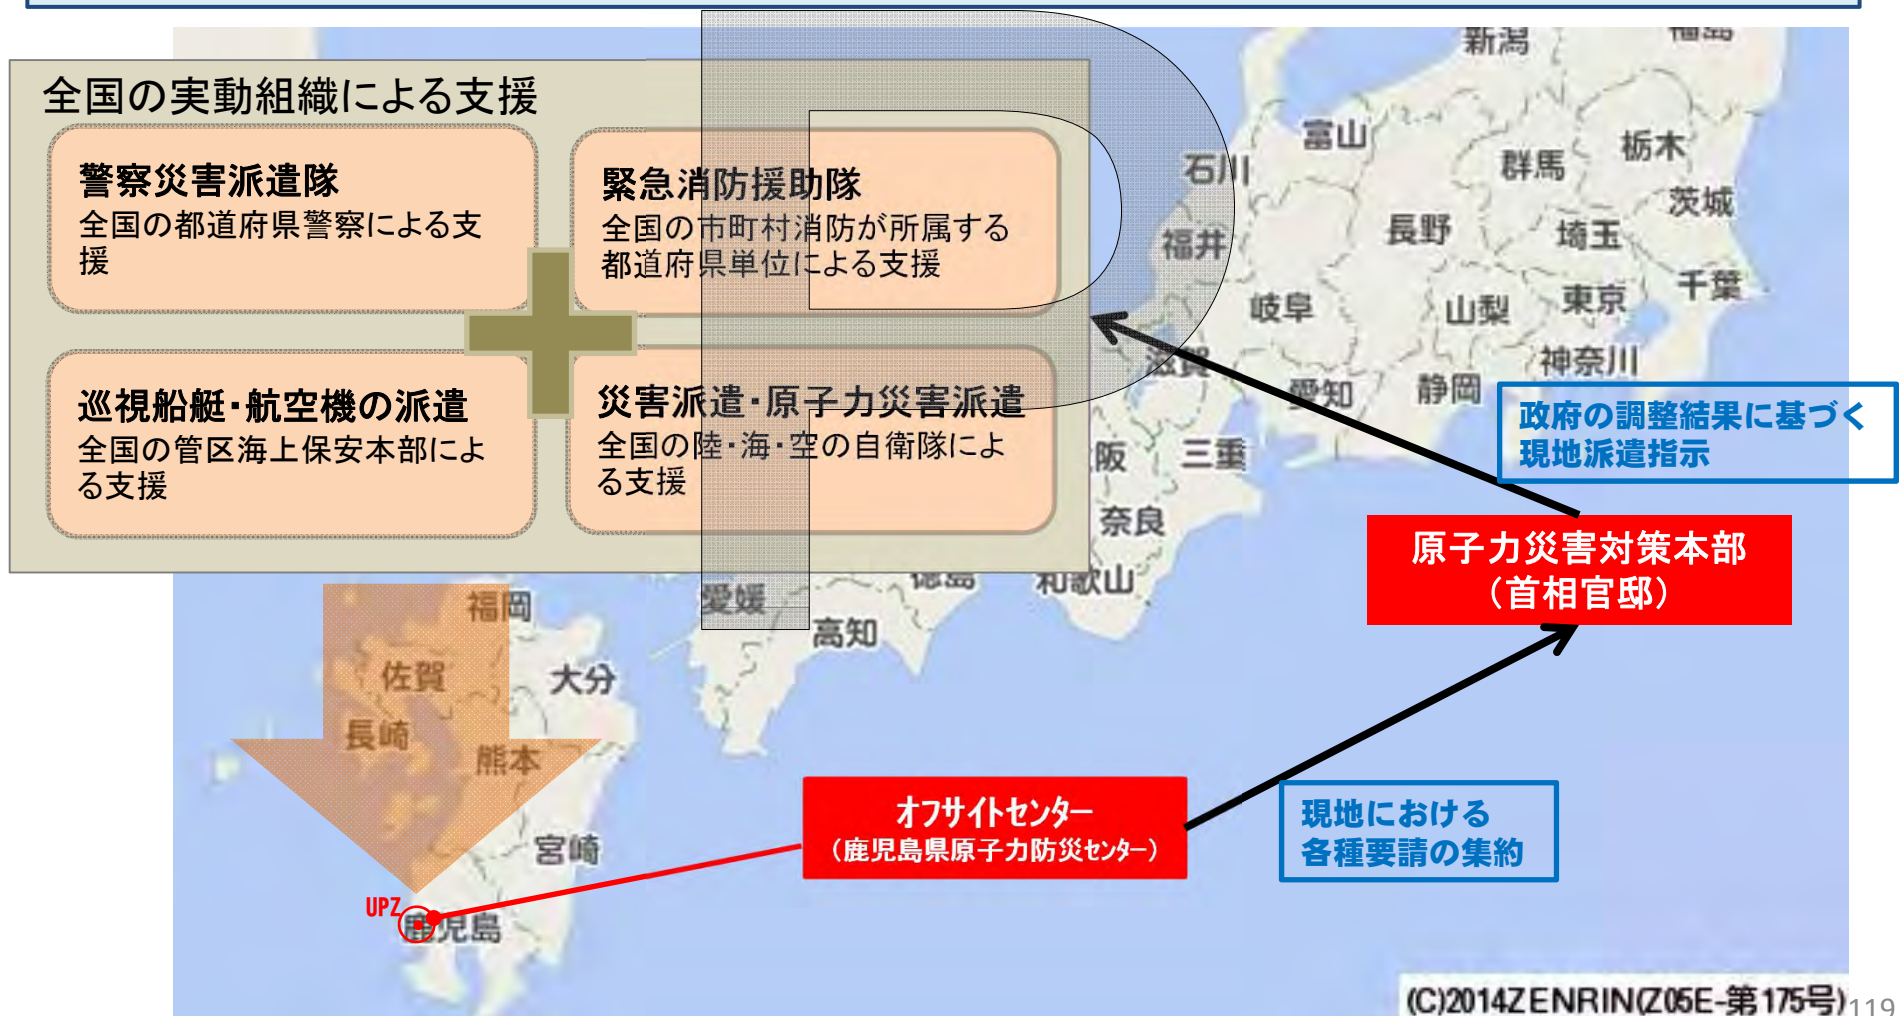 全国の実動組織による支援
警察災害派遣隊
全国の都道府県警察による支
援
緊急消防援助隊
全国の市町村消防が所属する
都道府県単位による支援
巡視船艇・航空機の派遣
全国の管区海上保安本部によ
る支援
災害派遣・原子力災害派遣
全国の陸・海・空の自衛隊によ
る支援
新潟
福島
富山
石川
群馬
栃木
茨城
福井
長野
埼玉
千葉
岐阜
山梨
東京
神奈川
滋賀
愛知
静岡
阪
三重
奈良
和歌山
徳島
愛媛
高知
福岡
佐賀
大分
長崎
熊本
宮崎
鹿児島
UPZ
政府の調整結果に基づく
現地派遣指示
原子力災害対策本部
（首相官邸）
オフサイトセンター
（鹿児島県原子力防災センター）
現地における
各種要請の集約
(C)2014ZENRIN(Z05E-第175号)
119